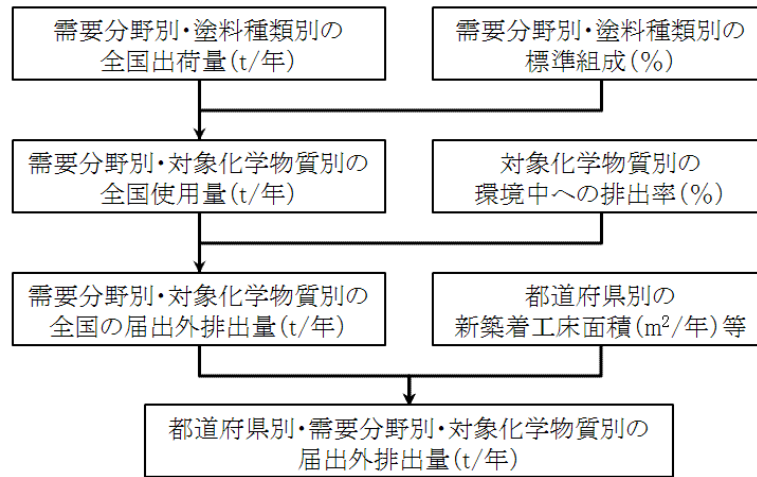 需要分野別・塗料種類別の
全国出荷量(t/年)
需要分野別・塗料種類別の
標準組成(%)
需要分野別・対象化学物質別の
全国使用量(t/年)
対象化学物質別の
環境中への排出率(%)
需要分野別・対象化学物質別の
全国の届出外排出量(t/年)
都道府県別の
新築着工床面積(m²/年)等
都道府県別・需要分野別・対象化学物質別の
届出外排出量(t/年)